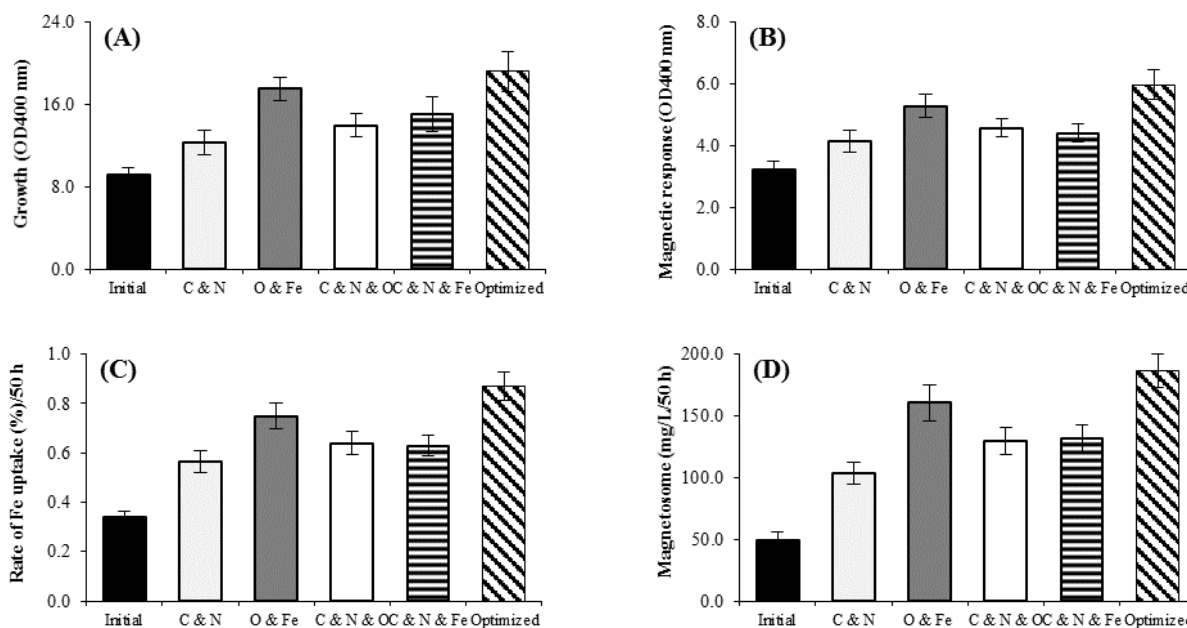 (A)
Growth (OD400 nm)
24.0
16.0
8.0
0.0
Initial C & N O & Fe C & N & O C & N & Fe Optimized
(B)
Magnetic response (OD400 nm)
8.0
6.0
4.0
2.0
0.0
Initial C & N O & Fe C & N & O C & N & Fe Optimized
(C)
Rate of Fe uptake (%)/50 h
1.0
0.8
0.6
0.4
0.2
0.0
Initial C & N O & Fe C & N & O C & N & Fe Optimized
(D)
Magnetosome (mg/L/50 h)
200.0
150.0
100.0
50.0
0.0
Initial C & N O & Fe C & N & O C & N & Fe Optimized